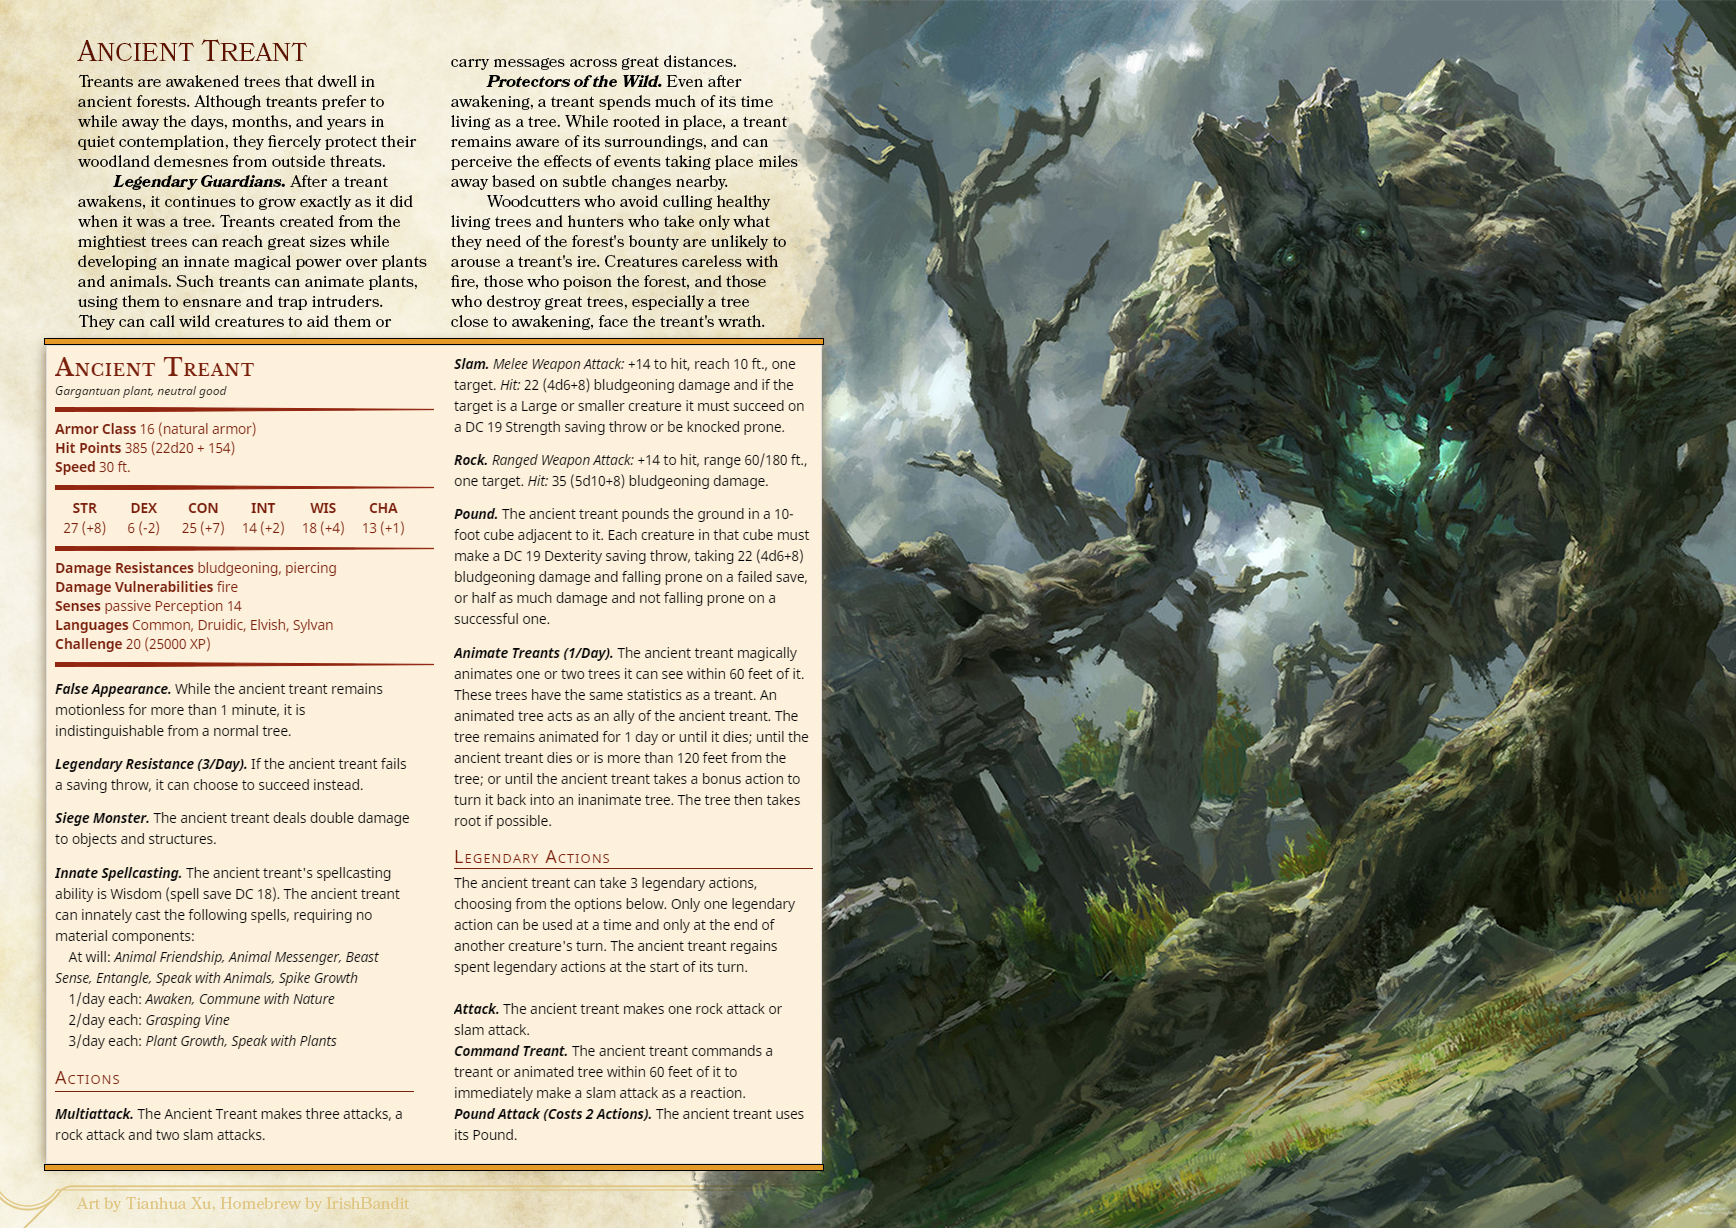 Ancient Treant
Treants are awakened trees that dwell in
ancient forests. Although treants prefer to
while away the days, months, and years in
quiet contemplation, they fiercely protect their
woodland demesnes from outside threats.
Legendary Guardians. After a treant
awakens, it continues to grow exactly as it did
when it was a tree. Treants created from the
mightiest trees can reach great sizes while
developing an innate magical power over plants
and animals. Such treants can animate plants,
using them to ensnare and trap intruders.
They can call wild creatures to aid them or
carry messages across great distances.
Protectors of the Wild. Even after
awakening, a treant spends much of its time
living as a tree. While rooted in place, a treant
remains aware of its surroundings, and can
perceive the effects of events taking place miles
away based on subtle changes nearby.
Woodcutters who avoid culling healthy
living trees and hunters who take only what
they need of the forest's bounty are unlikely to
arouse a treant's ire. Creatures careless with
fire, those who poison the forest, and those
who destroy great trees, especially a tree
close to awakening, face the treant's wrath.
Ancient Treant
Gargantuan plant, neutral good
Armor Class 16 (natural armor)
Hit Points 385 (22d20 + 154)
Speed 30 ft.
STR DEX CON INT WIS CHA
27 (+8) 6 (-2) 25 (+7) 14 (+2) 18 (+4) 13 (+1)
Damage Resistances bludgeoning, piercing
Damage Vulnerabilities fire
Senses passive Perception 14
Languages Common, Druidic, Elvish, Sylvan
Challenge 20 (25000 XP)
False Appearance. While the ancient treant remains
motionless for more than 1 minute, it is
indistinguishable from a normal tree.
Legendary Resistance (3/Day). If the ancient treant fails
a saving throw, it can choose to succeed instead.
Siege Monster. The ancient treant deals double damage
to objects and structures.
Innate Spellcasting. The ancient treant's spellcasting
ability is Wisdom (spell save DC 18). The ancient treant
can innately cast the following spells, requiring no
material components:
At will: Animal Friendship, Animal Messenger, Beast
Sense, Entangle, Speak with Animals, Spike Growth
1/day each: Awaken, Commune with Nature
2/day each: Grasping Vine
3/day each: Plant Growth, Speak with Plants
Actions
Multiattack. The Ancient Treant makes three attacks, a
rock attack and two slam attacks.
Slam. Melee Weapon Attack: +14 to hit, reach 10 ft., one
target. Hit: 22 (4d6+8) bludgeoning damage and if the
target is a Large or smaller creature it must succeed on
a DC 19 Strength saving throw or be knocked prone.
Rock. Ranged Weapon Attack: +14 to hit, range 60/180 ft.,
one target. Hit: 35 (5d10+8) bludgeoning damage.
Pound. The ancient treant pounds the ground in a 10-
foot cube adjacent to it. Each creature in that cube must
make a DC 19 Dexterity saving throw, taking 22 (4d6+8)
bludgeoning damage and falling prone on a failed save,
or half as much damage and not falling prone on a
successful one.
Animate Treants (1/Day). The ancient treant magically
animates one or two trees it can see within 60 feet of it.
These trees have the same statistics as a treant. An
animated tree acts as an ally of the ancient treant. The
tree remains animated for 1 day or until it dies; until the
ancient treant dies or is more than 120 feet from the
tree; or until the ancient treant takes a bonus action to
turn it back into an inanimate tree. The tree then takes
root if possible.
Legendary Actions
The ancient treant can take 3 legendary actions,
choosing from the options below. Only one legendary
action can be used at a time and only at the end of
another creature's turn. The ancient treant regains
spent legendary actions at the start of its turn.
Attack. The ancient treant makes one rock attack or
slam attack.
Command Treant. The ancient treant commands a
treant or animated tree within 60 feet of it to
immediately make a slam attack as a reaction.
Pound Attack (Costs 2 Actions). The ancient treant uses
its Pound.
Art by Tianhua Xu, Homebrew by IrishBandit